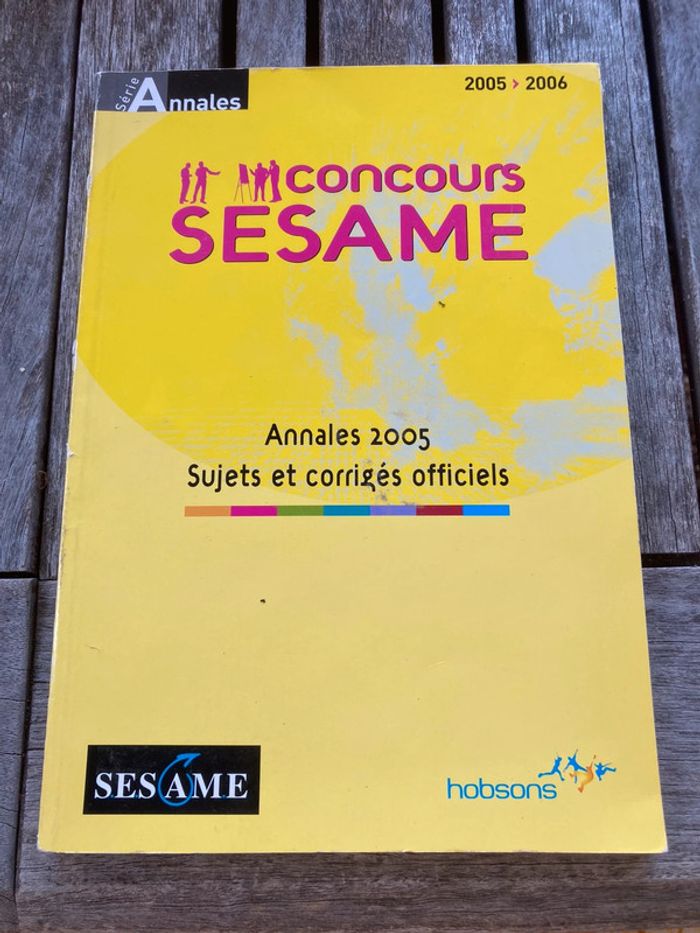 Série Annales
2005 > 2006
concours
SESAME
Annales 2005
Sujets et corrigés officiels
SESAME
hobsons